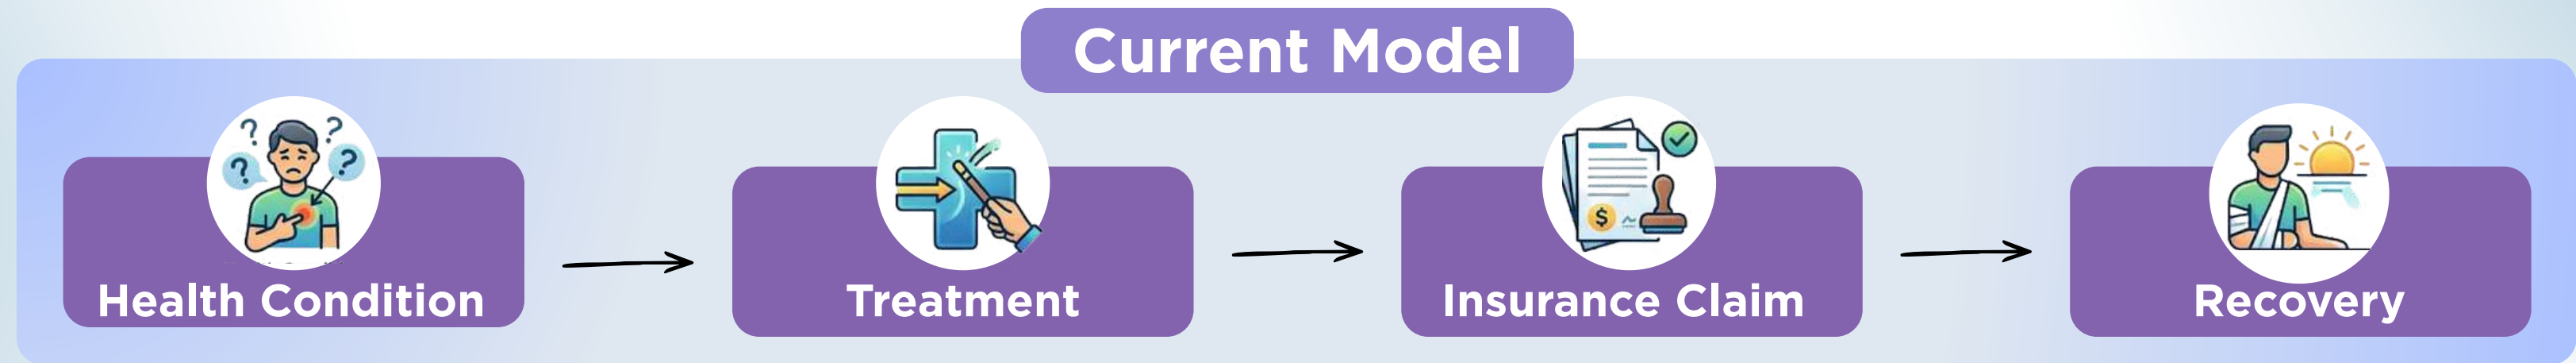 Current Model
Health Condition
Treatment
Insurance Claim
Recovery